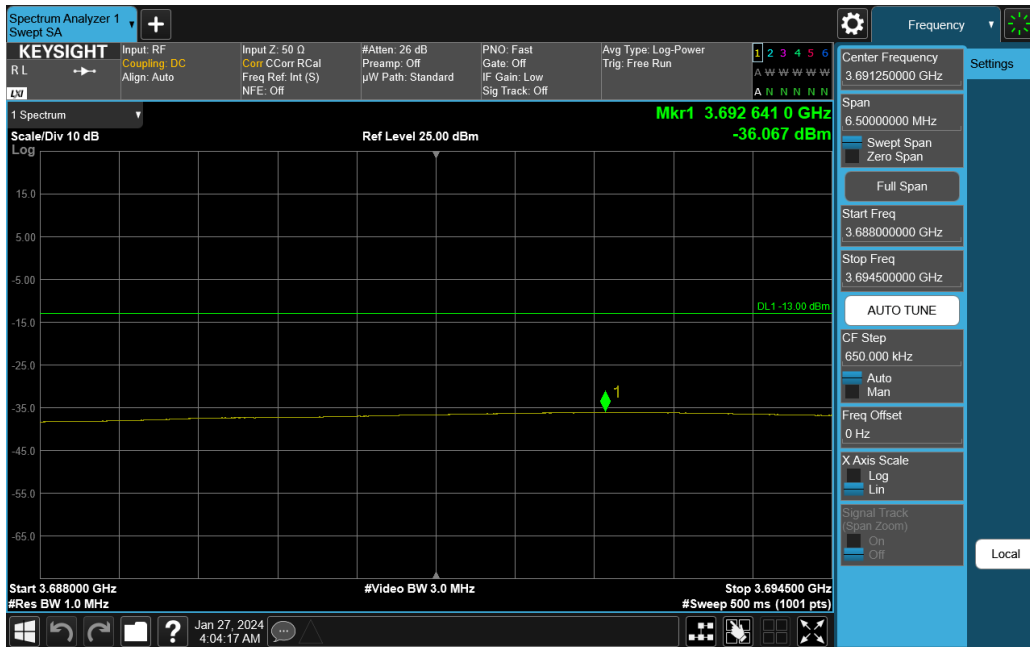 Spectrum Analyzer 1
Swept SA
Frequency
KEYSIGHT
R L
LXI
Input: RF
Coupling: DC
Align: Auto
Input Z: 50 Ω
Corr CCorr RCal
Freq Ref: Int (S)
NFE: Off
#Atten: 26 dB
Preamp: Off
µW Path: Standard
PNO: Fast
Gate: Off
IF Gain: Low
Sig Track: Off
Avg Type: Log-Power
Trig: Free Run
1 2 3 4 5 6
A W W W W W
A N N N N N
1 Spectrum
Scale/Div 10 dB
Log
Ref Level 25.00 dBm
Mkr1 3.692 641 0 GHz
-36.067 dBm
15.0
5.00
-5.00
DL1 -13.00 dBm
-15.0
-25.0
1
-35.0
-45.0
-55.0
-65.0
Start 3.688000 GHz
#Res BW 1.0 MHz
#Video BW 3.0 MHz
Stop 3.694500 GHz
#Sweep 500 ms (1001 pts)
?
Jan 27, 2024
4:04:17 AM
Center Frequency
3.691250000 GHz
Settings
Span
6.50000000 MHz
Swept Span
Zero Span
Full Span
Start Freq
3.688000000 GHz
Stop Freq
3.694500000 GHz
AUTO TUNE
CF Step
650.000 kHz
Auto
Man
Freq Offset
0 Hz
X Axis Scale
Log
Lin
Signal Track
(Span Zoom)
On
Off
Local